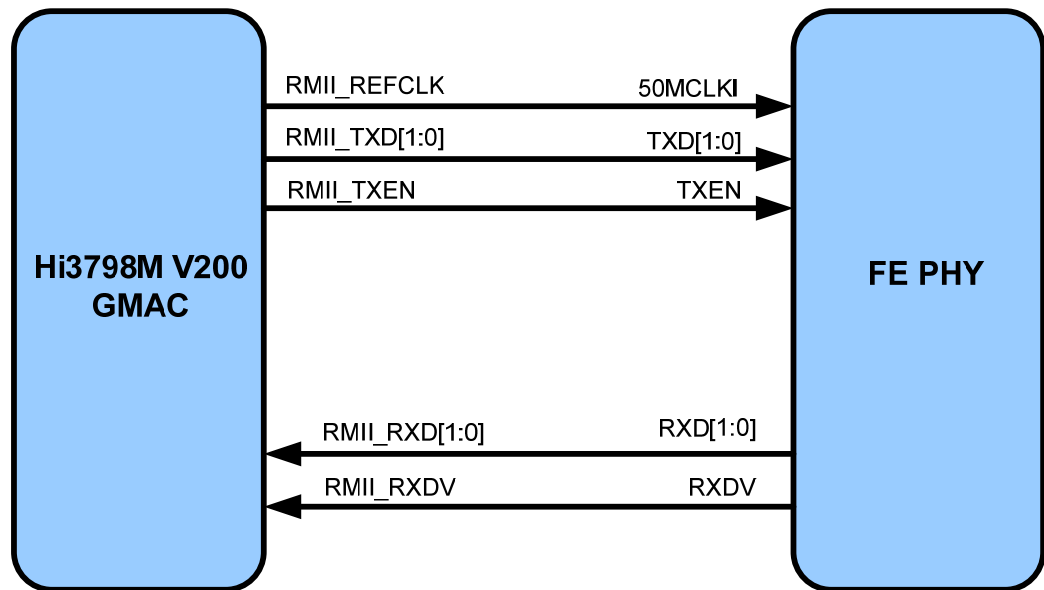 RMII_REFCLK 50MCLKI
RMII_TXD[1:0] TXD[1:0]
RMII_TXEN TXEN
Hi3798M V200
GMAC
FE PHY
RMII_RXD[1:0] RXD[1:0]
RMII_RXDV RXDV